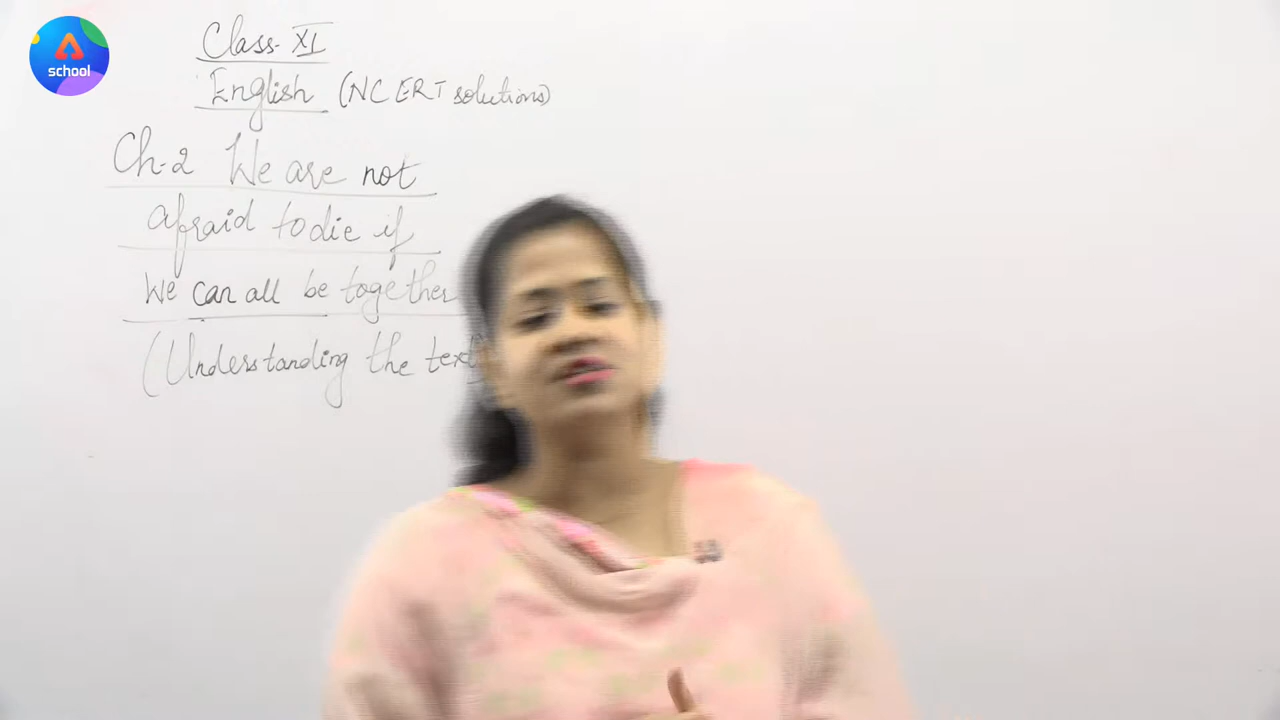 school
Class-XI
English (NCERT solutions)
Ch-2 We are not
afraid to die if
We can all be together
(Understanding the text)